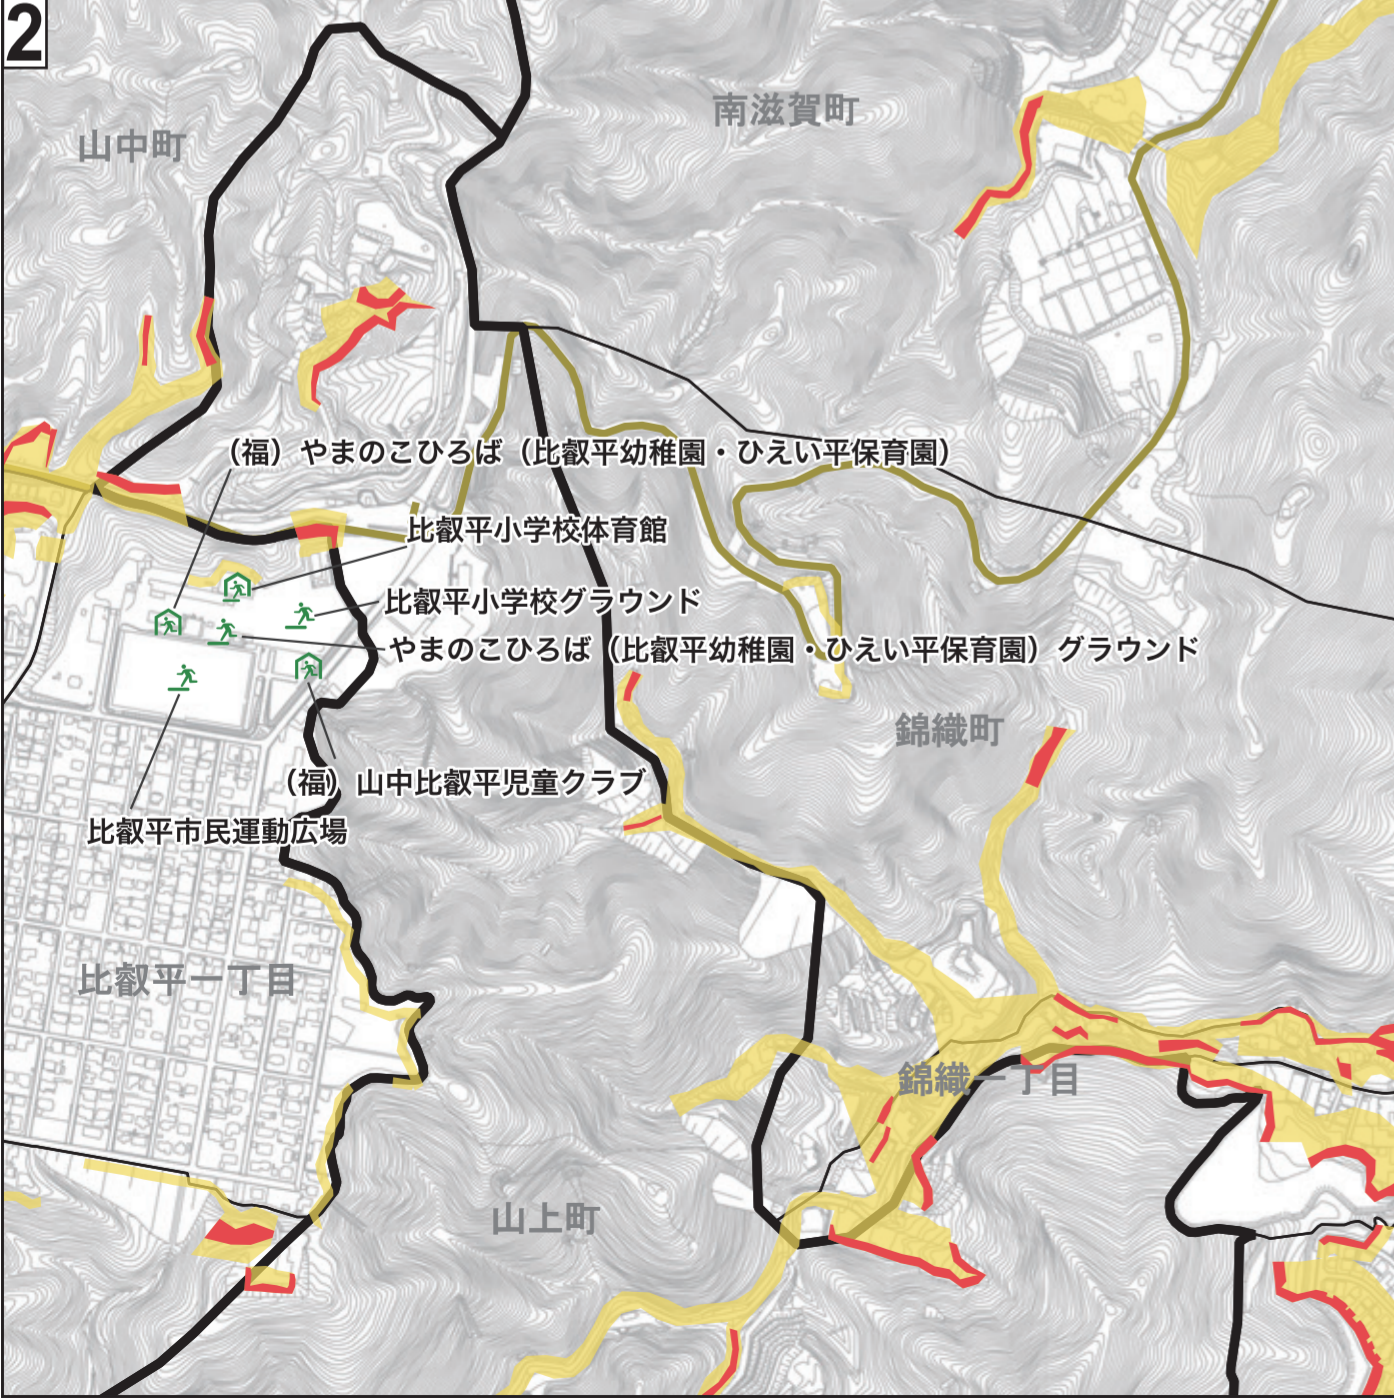 2
南滋賀町
山中町
（福）やまのこひろば（比叡平幼稚園・ひえい平保育園）
比叡平小学校体育館
比叡平小学校グラウンド
やまのこひろば（比叡平幼稚園・ひえい平保育園）グラウンド
錦織町
（福）山中比叡平児童クラブ
比叡平市民運動広場
比叡平一丁目
錦織一丁目
山上町